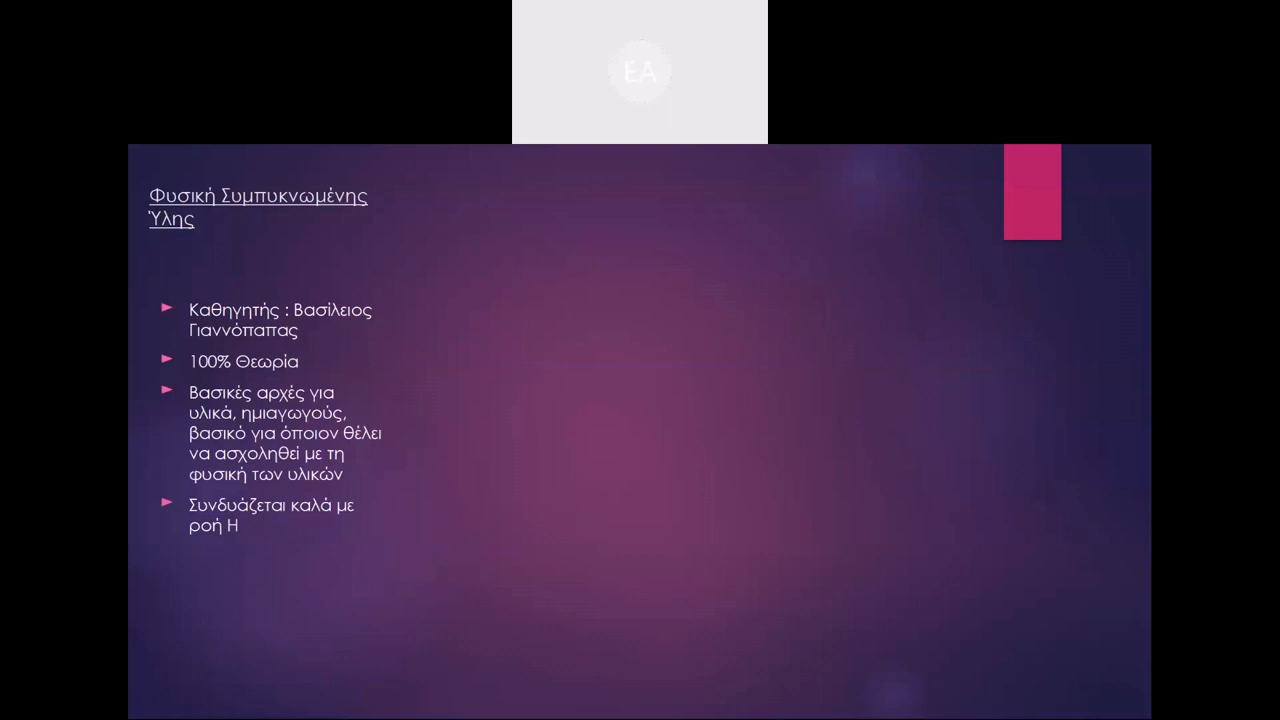 EA
Φυσική Συμπυκνωμένης
Ύλης
Καθηγητής : Βασίλειος
Γιαννόπαπας
100% Θεωρία
Βασικές αρχές για
υλικά, ημιαγωγούς,
βασικό για όποιον θέλει
να ασχοληθεί με τη
φυσική των υλικών
Συνδυάζεται καλά με
ροή Η